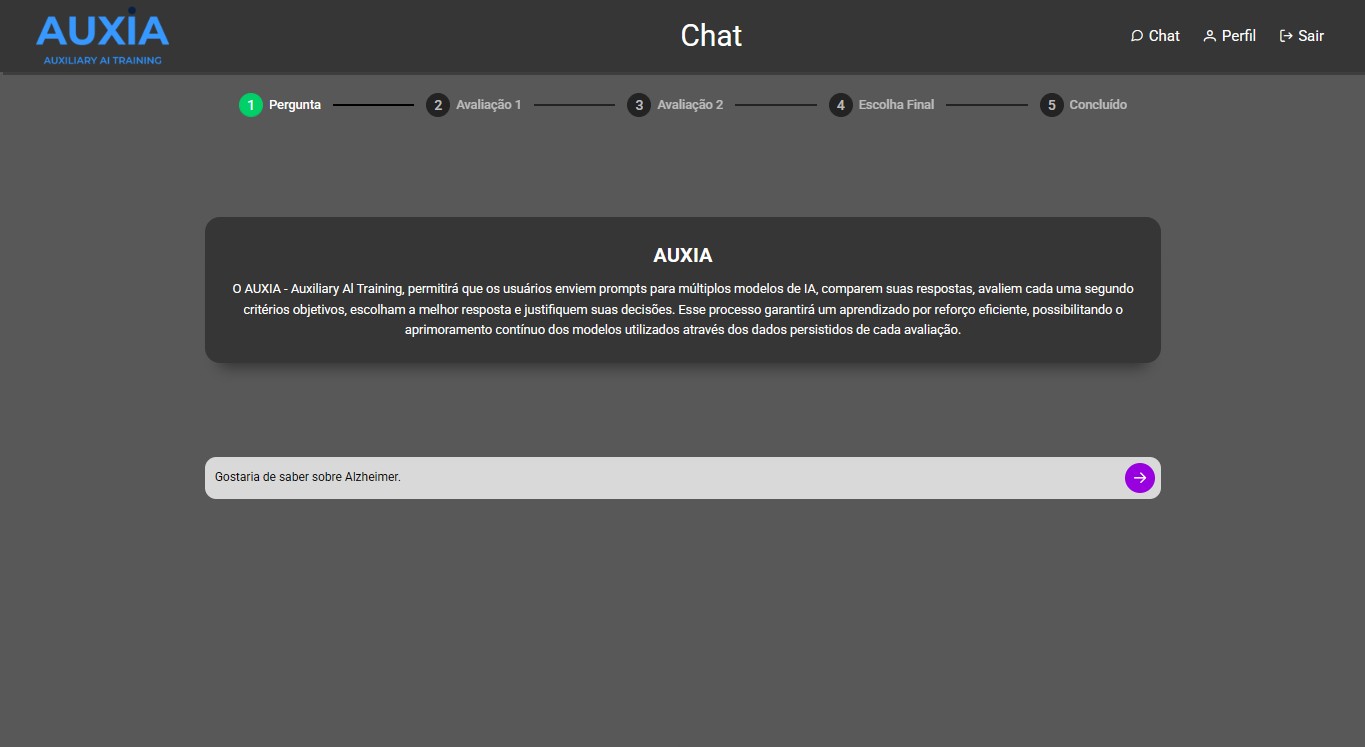 AUXIA
AUXILIARY AI TRAINING
Chat
Chat
Perfil
Sair
1 Pergunta
2 Avaliação 1
3 Avaliação 2
4 Escolha Final
5 Concluído
AUXIA
O AUXIA - Auxiliary Al Training, permitirá que os usuários enviem prompts para múltiplos modelos de IA, comparem suas respostas, avaliem cada uma segundo
critérios objetivos, escolham a melhor resposta e justifiquem suas decisões. Esse processo garantirá um aprendizado por reforço eficiente, possibilitando o
aprimoramento contínuo dos modelos utilizados através dos dados persistidos de cada avaliação.
Gostaria de saber sobre Alzheimer.